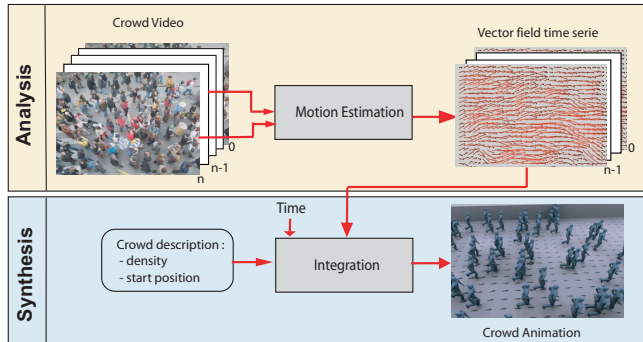 Analysis
Crowd Video
0
n-1
n
Motion Estimation
Vector field time serie
0
n-1
n
Synthesis
Time
Crowd description :
- density
- start position
Integration
Crowd Animation